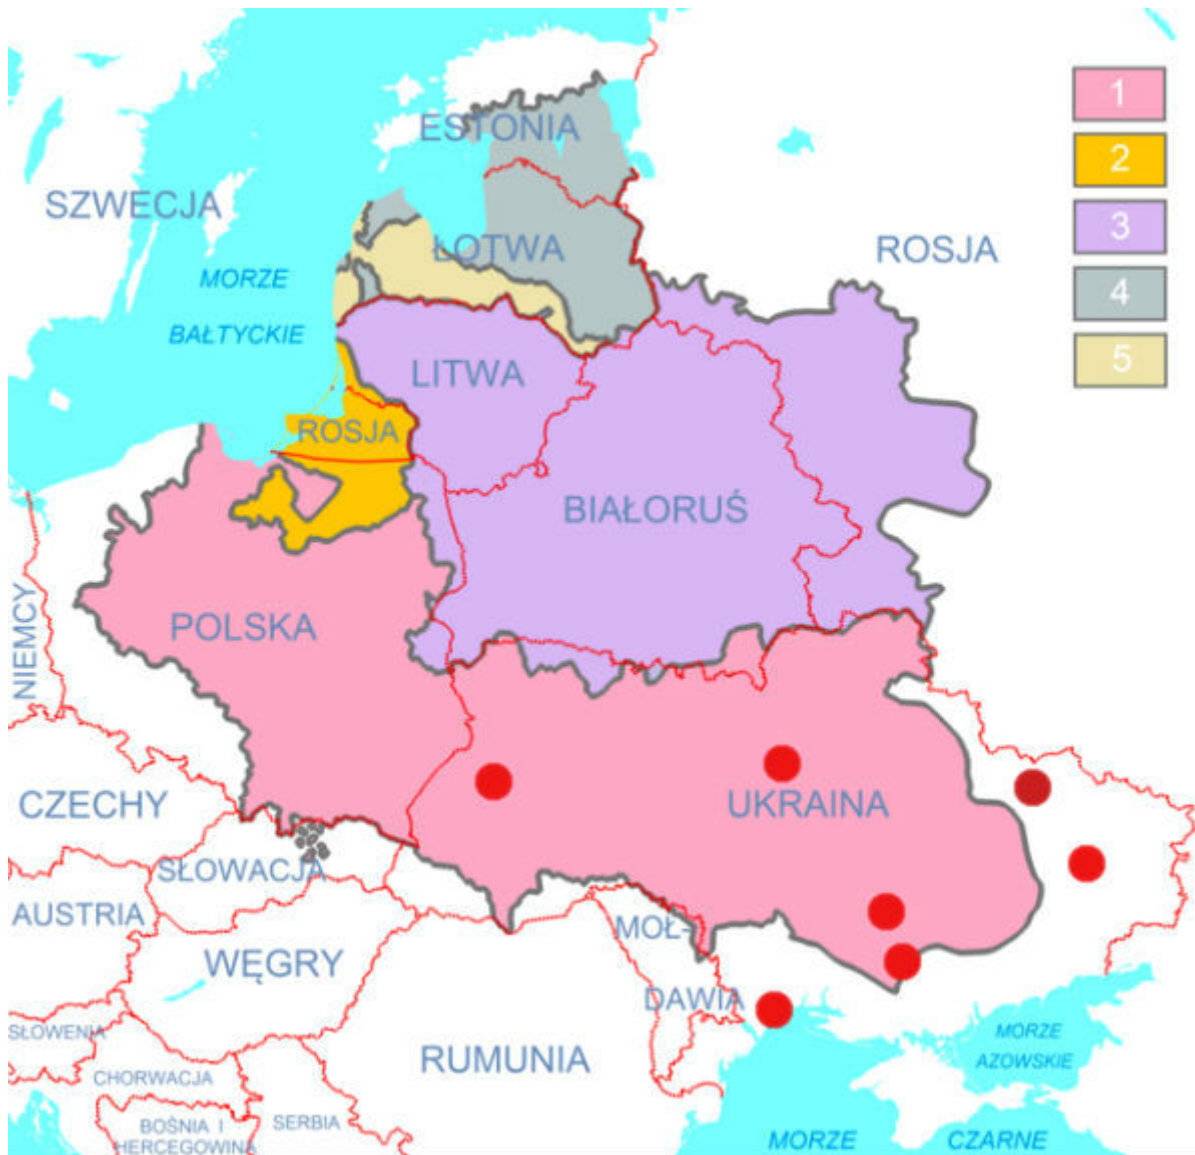 1
ESTONIA
2
SZWECJA
3
ROSJA
ŁOTWA
MORZE
BAŁTYCKIE
4
5
LITWA
ROSJA
BIAŁORUŚ
NIEMCY
POLSKA
CZECHY
UKRAINA
SŁOWACJA
AUSTRIA
MOŁ-
WĘGRY
DAWIA
SŁOWENIA
RUMUNIA
MORZE
AZOWSKIE
CHORWACJA
BOŚNIA I
HERCEGOWINA
SERBIA
MORZE CZARNE